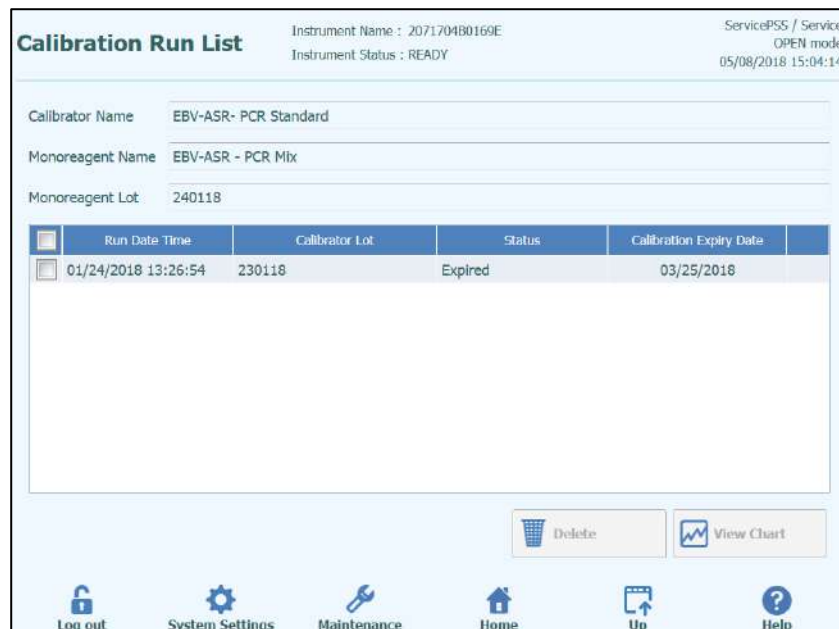 Calibration Run List
Instrument Name : 2071704B0169E
Instrument Status : READY
ServicePSS / Service
OPEN mode
05/08/2018 15:04:14
Calibrator Name EBV-ASR- PCR Standard
Monoreagent Name EBV-ASR - PCR Mix
Monoreagent Lot 240118
Run Date Time Calibrator Lot Status Calibration Expiry Date
01/24/2018 13:26:54 230118 Expired 03/25/2018
Delete View Chart
Log out System Settings Maintenance Home Up Help